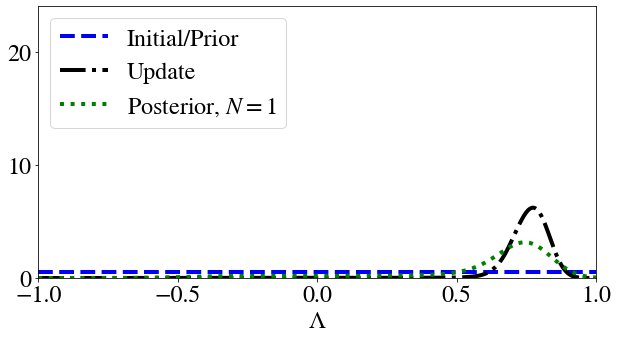 20
10
0
Initial/Prior
Update
Posterior, N = 1
−1.0 −0.5 0.0 0.5 1.0
Λ